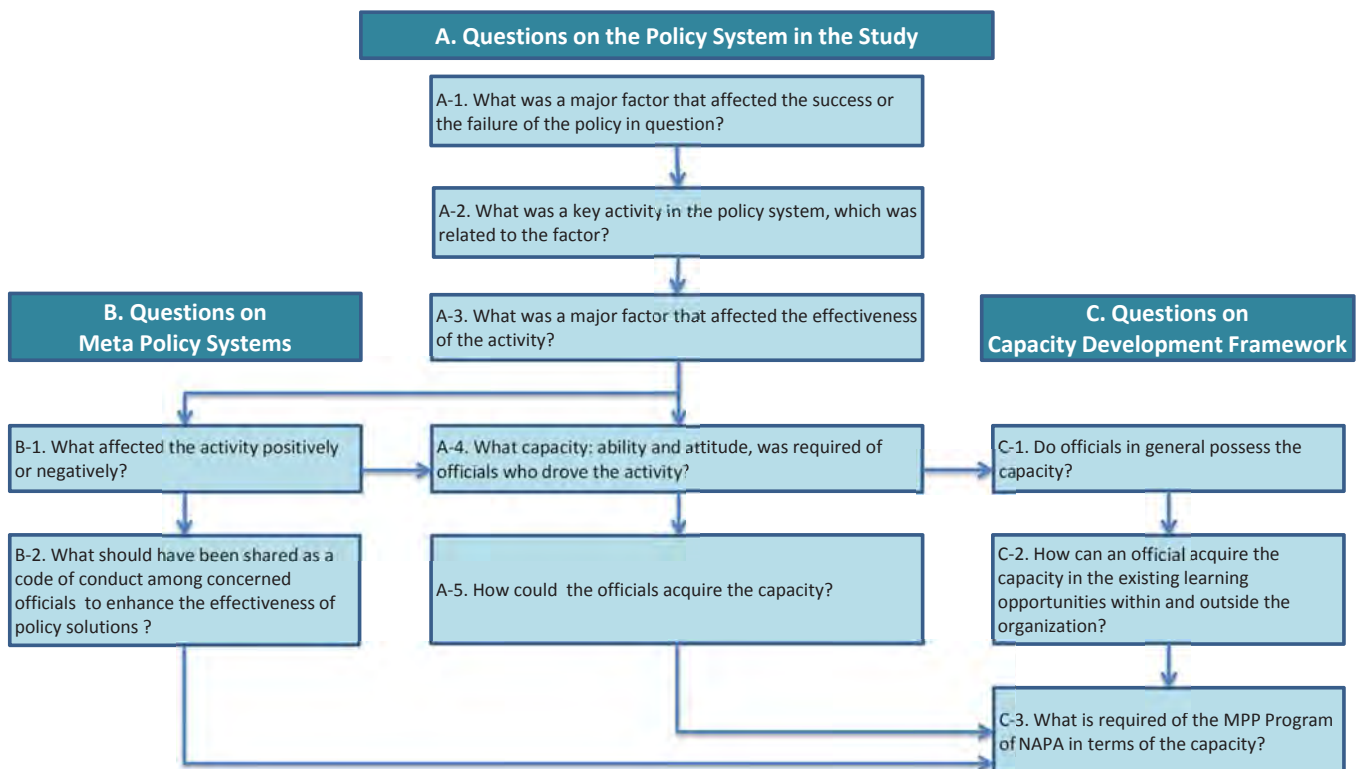 A. Questions on the Policy System in the Study
A-1. What was a major factor that affected the success or
the failure of the policy in question?
A-2. What was a key activity in the policy system, which was
related to the factor?
B. Questions on
Meta Policy Systems
A-3. What was a major factor that affected the effectiveness
of the activity?
C. Questions on
Capacity Development Framework
B-1. What affected the activity positively
or negatively?
A-4. What capacity: ability and attitude, was required of
officials who drove the activity?
C-1. Do officials in general possess the
capacity?
B-2. What should have been shared as a
code of conduct among concerned
officials to enhance the effectiveness of
policy solutions ?
A-5. How could the officials acquire the capacity?
C-2. How can an official acquire the
capacity in the existing learning
opportunities within and outside the
organization?
C-3. What is required of the MPP Program
of NAPA in terms of the capacity?